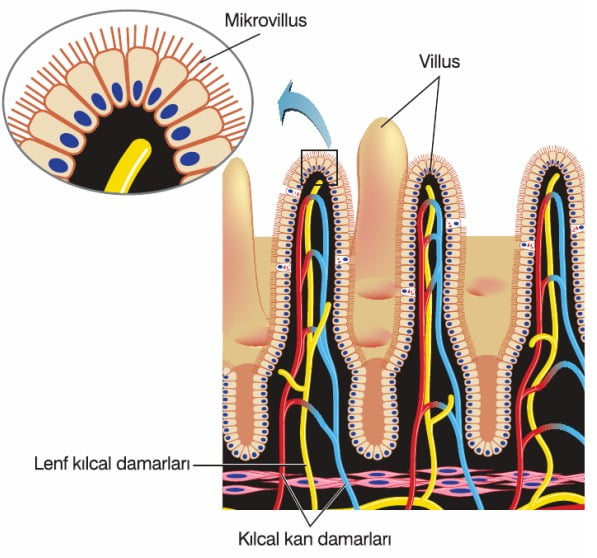 Mikrovillus
Villus
Lenf kılcal damarları
Kılcal kan damarları